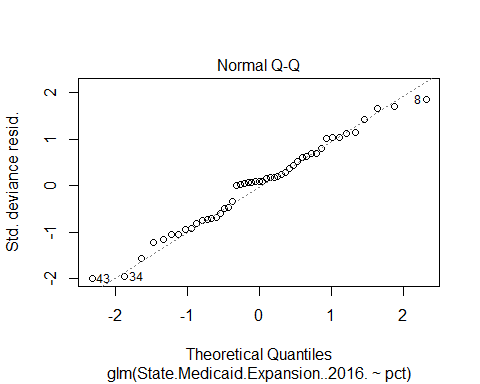 Normal Q-Q
Std. deviance resid.
2
1
0
-1
-2
8
43
34
-2 -1 0 1 2
Theoretical Quantiles
glm(State.Medicaid.Expansion..2016. ~ pct)